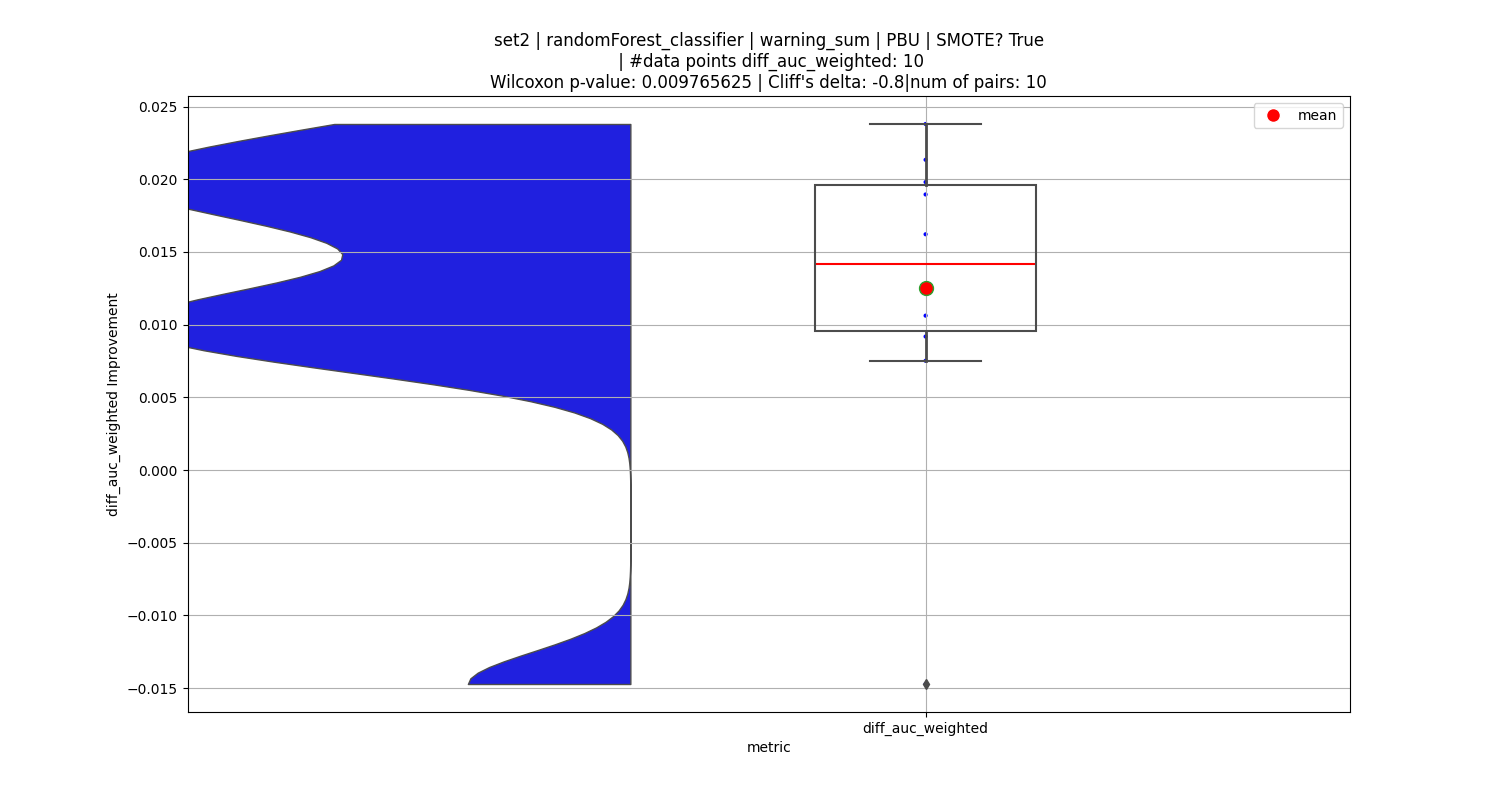 set2 | randomForest_classifier | warning_sum | PBU | SMOTE? True
| #data points diff_auc_weighted: 10
Wilcoxon p-value: 0.009765625 | Cliff's delta: -0.8|num of pairs: 10
mean
0.025
0.020
0.015
0.010
0.005
0.000
−0.005
−0.010
−0.015
diff_auc_weighted Improvement
diff_auc_weighted
metric